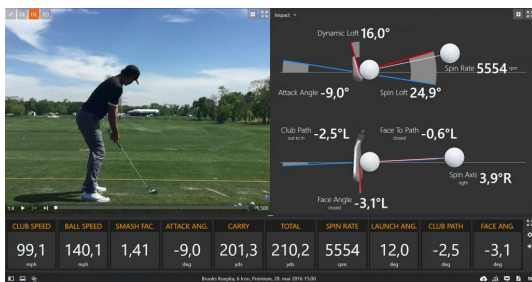 DL HD
Impact
Dynamic Loft 16,0°
Spin Rate 5554 rpm
Attack Angle -9,0°
Spin Loft 24,9°
Club Path -2,5°L
out to in
Face To Path -0,6°L
closed
Spin Axis 3,9°R
right
Face Angle -3,1°L
closed
CLUB SPEED BALL SPEED SMASH FAC. ATTACK ANG. CARRY TOTAL SPIN RATE LAUNCH ANG. CLUB PATH FACE ANG.
99,1 140,1 1,41 -9,0 201,3 210,2 5554 12,0 -2,5 -3,1
mph mph deg yds yds rpm deg deg deg
Brooks Koepka, 6 Iron, Premium, 28. mar 2016 15:00